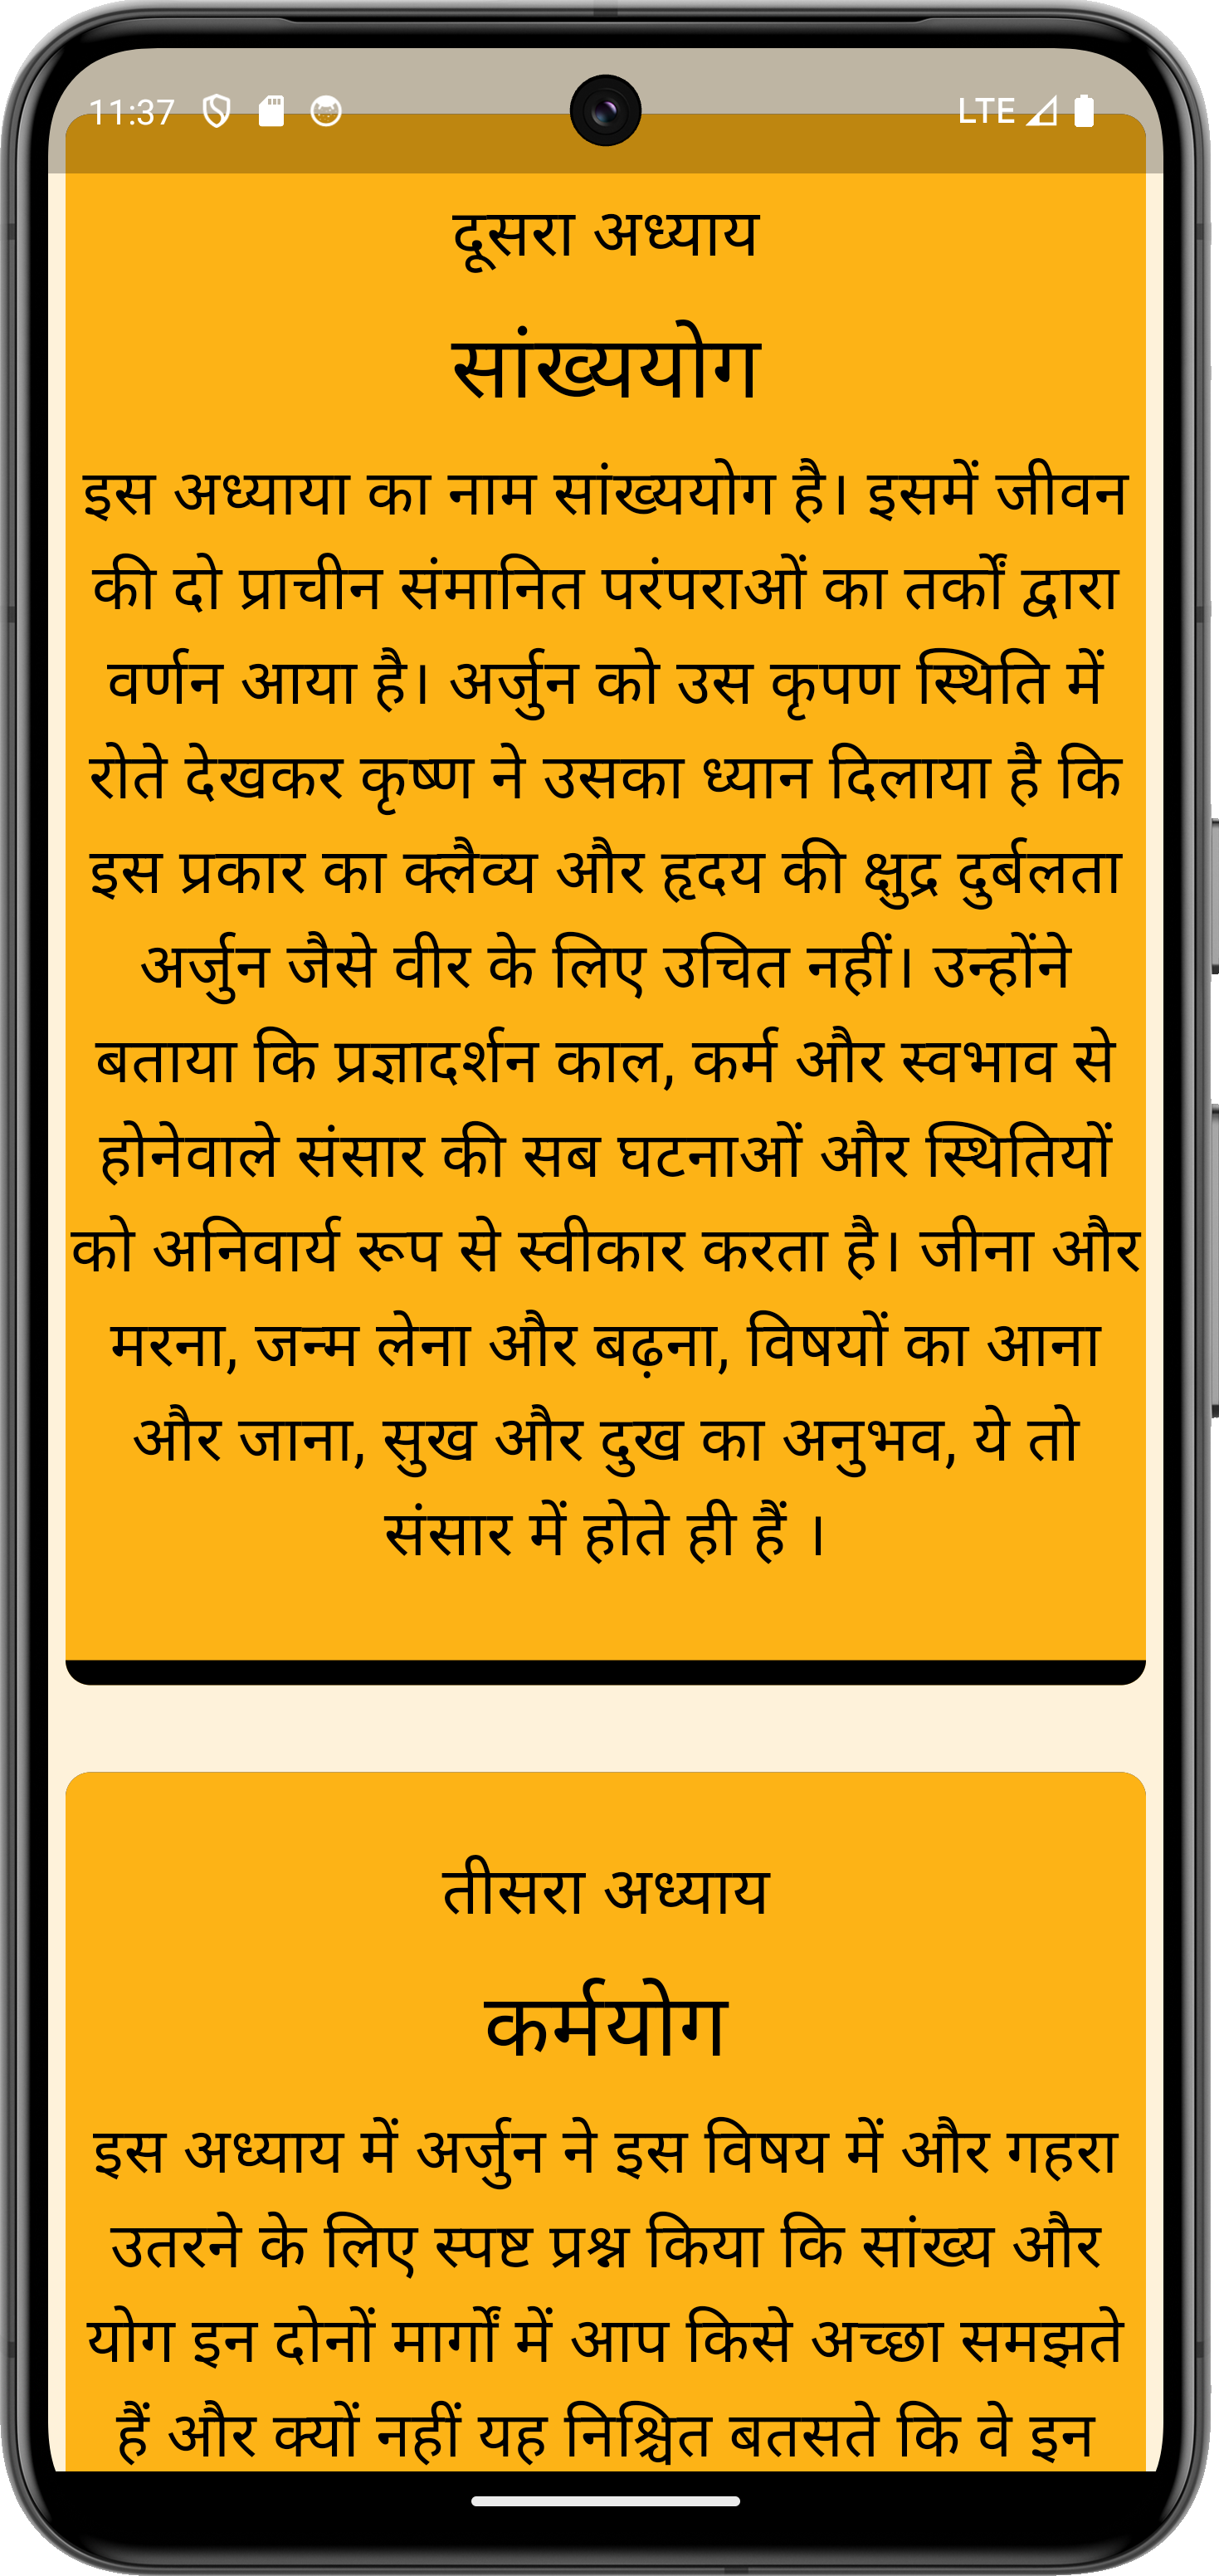 11:37 LTE
दूसरा अध्याय
सांख्ययोग
इस अध्याया का नाम सांख्ययोग है। इसमें जीवन
की दो प्राचीन संमानित परंपराओं का तर्कों द्वारा
वर्णन आया है। अर्जुन को उस कृपण स्थिति में
रोते देखकर कृष्ण ने उसका ध्यान दिलाया है कि
इस प्रकार का क्लैव्य और हृदय की क्षुद्र दुर्बलता
अर्जुन जैसे वीर के लिए उचित नहीं। उन्होंने
बताया कि प्रज्ञादर्शन काल, कर्म और स्वभाव से
होनेवाले संसार की सब घटनाओं और स्थितियों
को अनिवार्य रूप से स्वीकार करता है। जीना और
मरना, जन्म लेना और बढ़ना, विषयों का आना
और जाना, सुख और दुख का अनुभव, ये तो
संसार में होते ही हैं ।
तीसरा अध्याय
कर्मयोग
इस अध्याय में अर्जुन ने इस विषय में और गहरा
उतरने के लिए स्पष्ट प्रश्न किया कि सांख्य और
योग इन दोनों मार्गों में आप किसे अच्छा समझते
हैं और क्यों नहीं यह निश्चित बतसते कि वे इन